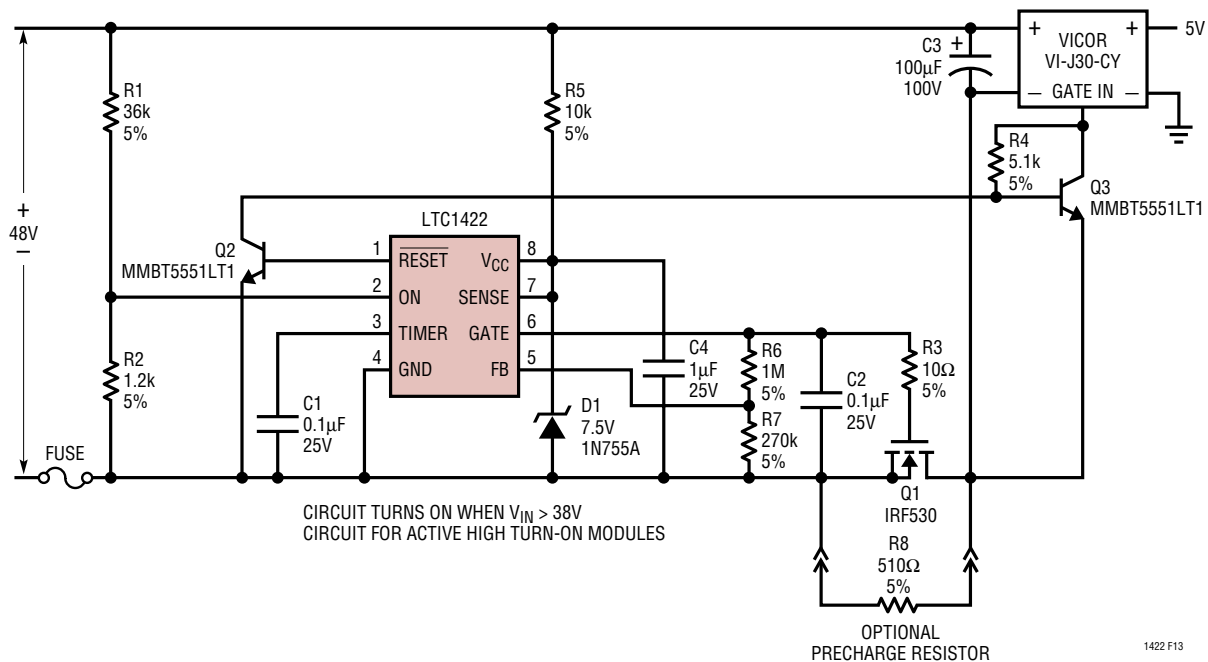 R1
36k
5%
R5
10k
5%
C3
+
100µF
100V
+
VICOR
VI-J30-CY
+
5V
–
GATE IN
–
R4
5.1k
5%
Q3
MMBT5551LT1
+
48V
–
Q2
MMBT5551LT1
LTC1422
1
RESET
VCC
8
2
ON
SENSE
7
3
TIMER
GATE
6
4
GND
FB
5
R2
1.2k
5%
C1
0.1µF
25V
D1
7.5V
1N755A
C4
1µF
25V
R6
1M
5%
R7
270k
5%
C2
0.1µF
25V
R3
10Ω
5%
FUSE
Q1
IRF530
CIRCUIT TURNS ON WHEN VIN > 38V
CIRCUIT FOR ACTIVE HIGH TURN-ON MODULES
R8
510Ω
5%
OPTIONAL
PRECHARGE RESISTOR
1422 F13